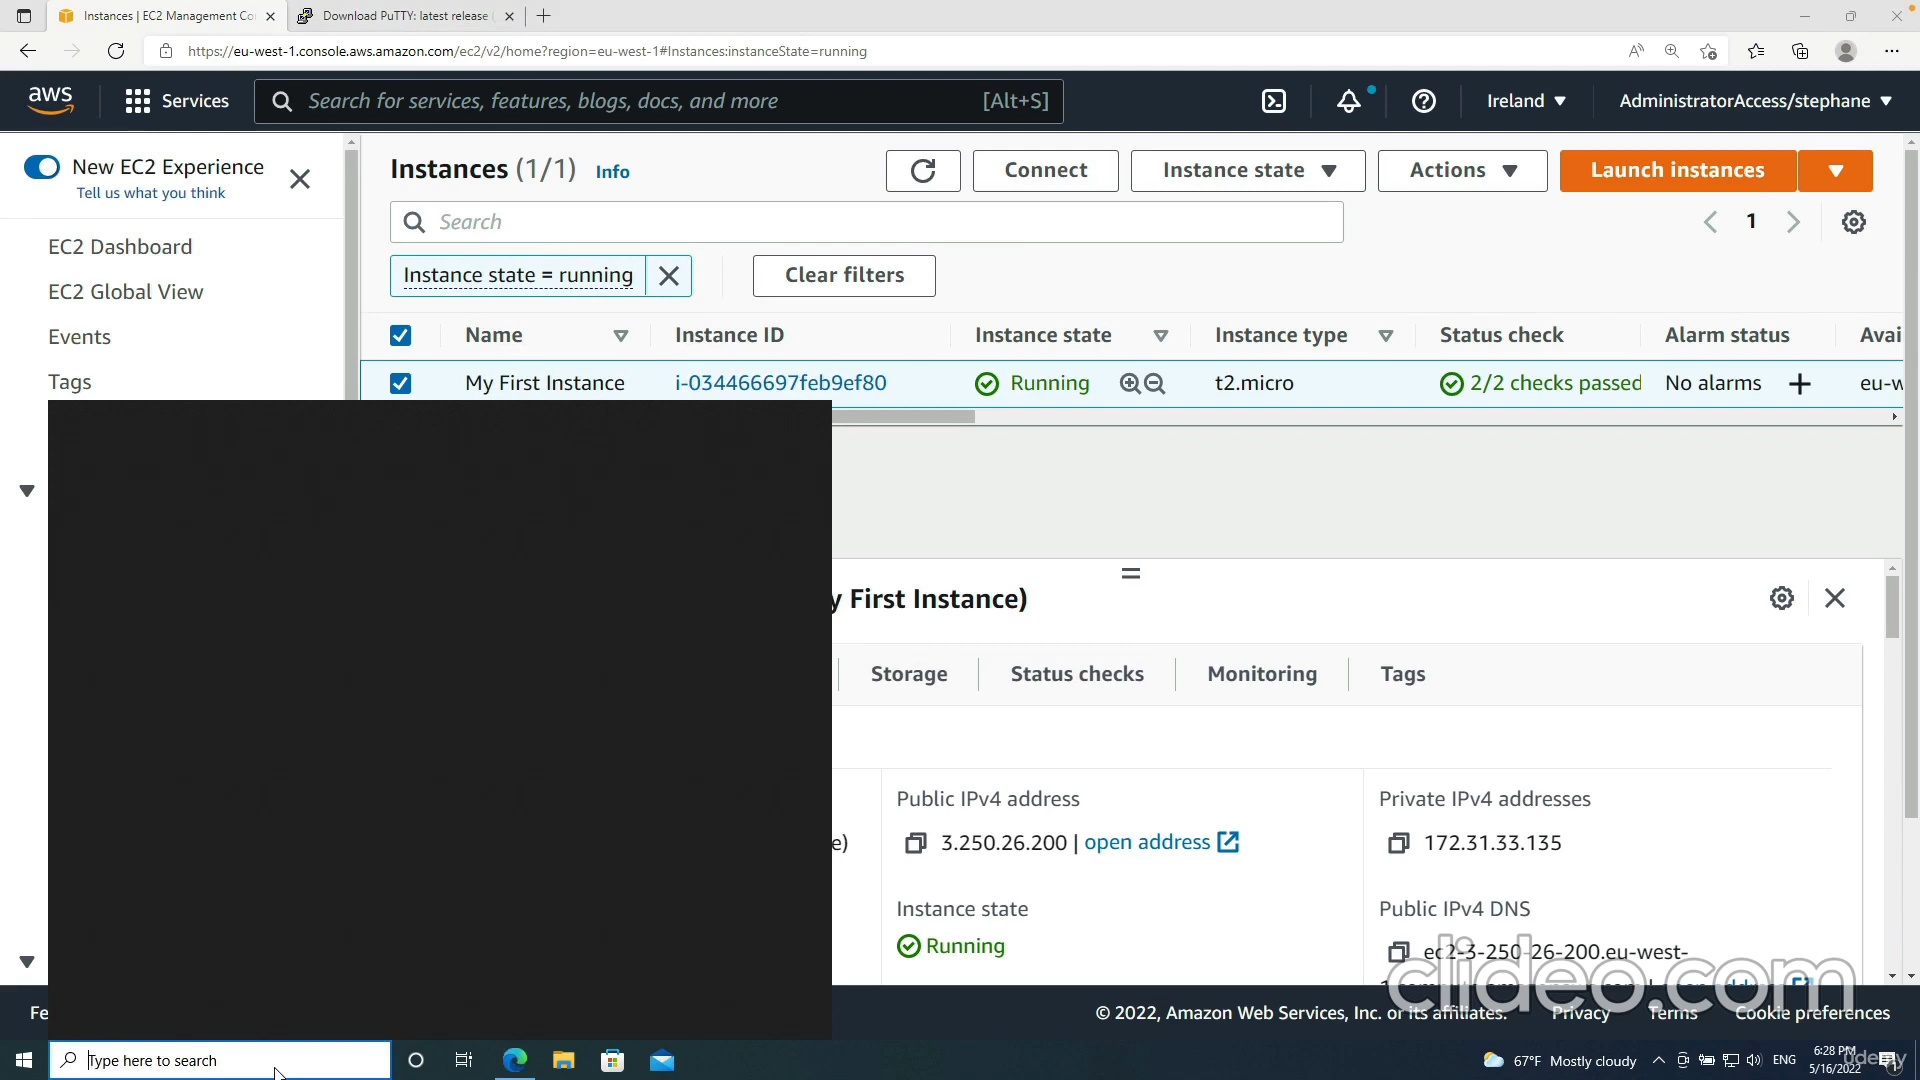 Instances | EC2 Management Co
Download PuTTY: latest release
https://eu-west-1.console.aws.amazon.com/ec2/v2/home?region=eu-west-1#Instances:instanceState=running
aws
Services
Search for services, features, blogs, docs, and more
[Alt+S]
Ireland
AdministratorAccess/stephane
New EC2 Experience
Tell us what you think
EC2 Dashboard
EC2 Global View
Events
Tags
Instances (1/1) Info
Connect
Instance state
Actions
Launch instances
Search
1
Instance state = running
Clear filters
Name
Instance ID
Instance state
Instance type
Status check
Alarm status
Avai
My First Instance
i-034466697feb9ef80
Running
t2.micro
2/2 checks passed
No alarms
eu-w
y First Instance)
Storage
Status checks
Monitoring
Tags
e)
Public IPv4 address
3.250.26.200 | open address
Private IPv4 addresses
172.31.33.135
Instance state
Running
Public IPv4 DNS
ec2-3-250-26-200.eu-west-
clideo.com
Fe
© 2022, Amazon Web Services, Inc. or its affiliates.
Privacy
Terms
Cookie preferences
Type here to search
67°F Mostly cloudy
ENG
6:28 PM
5/16/2022
udemy